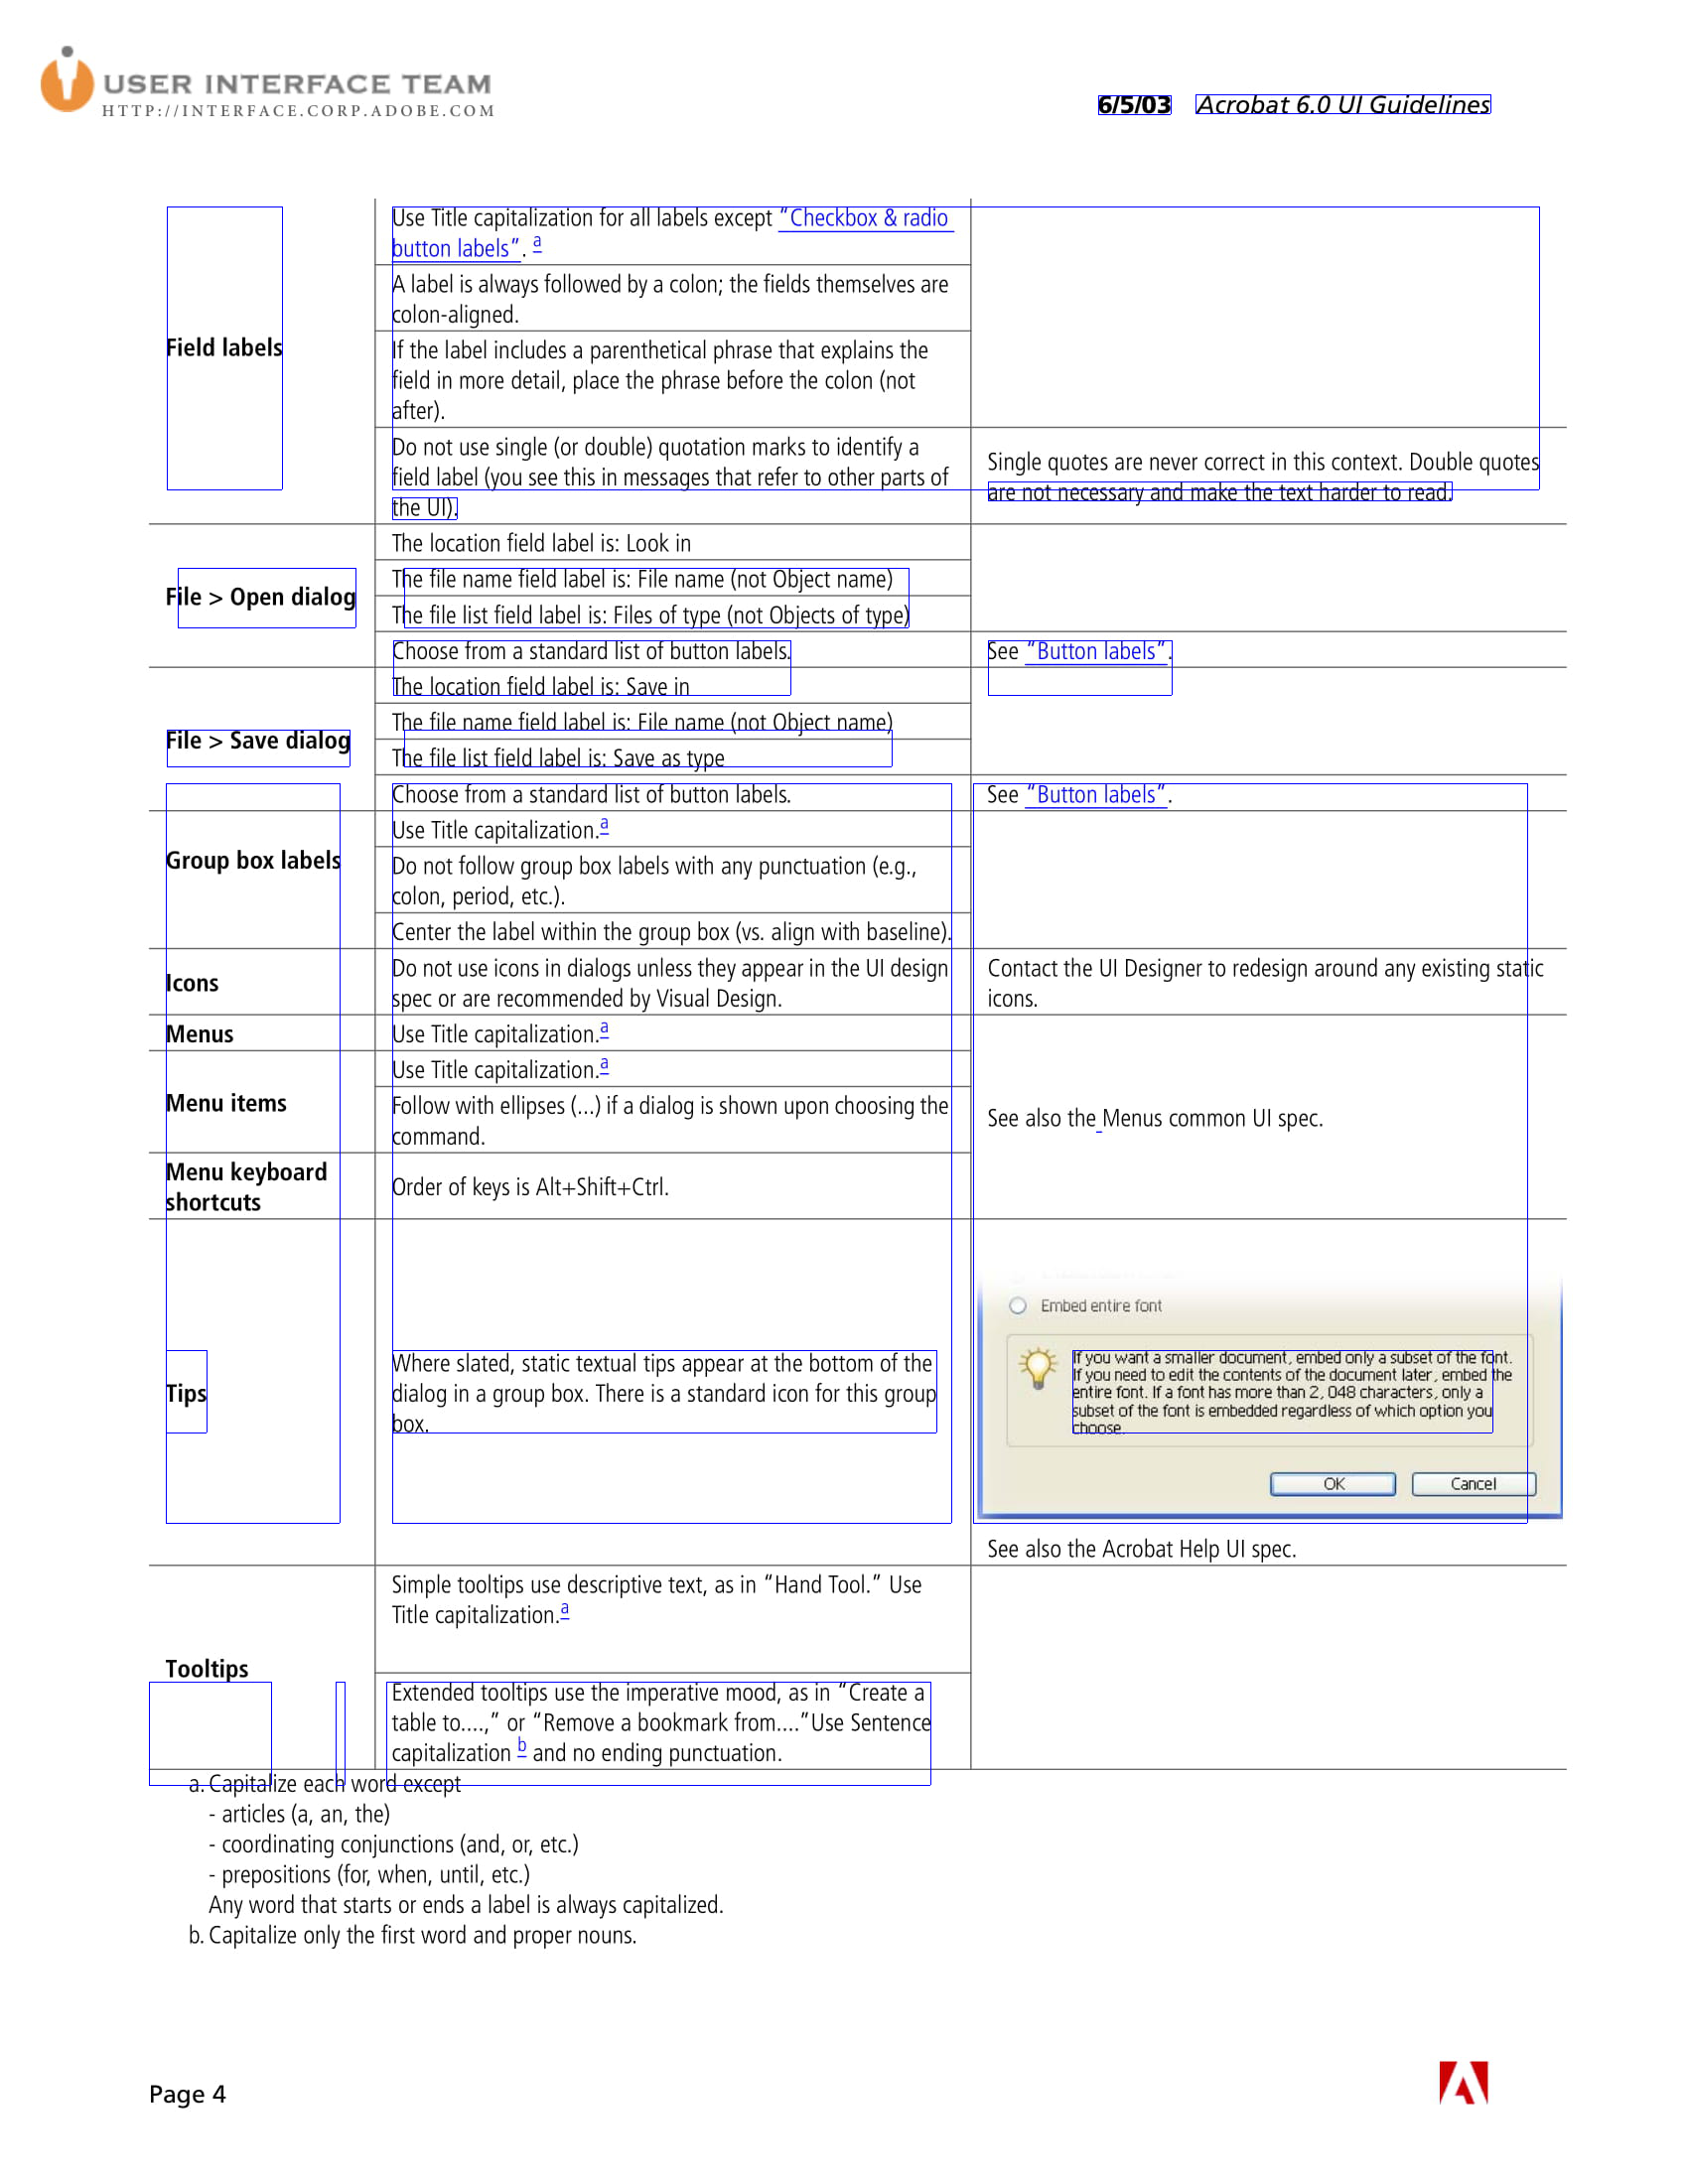 USER INTERFACE TEAM
HTTP://INTERFACE.CORP.ADOBE.COM
6/5/03 Acrobat 6.0 UI Guidelines
Field labels
Use Title capitalization for all labels except “Checkbox & radio
button labels”. a
A label is always followed by a colon; the fields themselves are
colon-aligned.
If the label includes a parenthetical phrase that explains the
field in more detail, place the phrase before the colon (not
after).
Do not use single (or double) quotation marks to identify a
field label (you see this in messages that refer to other parts of
the UI).
Single quotes are never correct in this context. Double quotes
are not necessary and make the text harder to read.
File > Open dialog
The location field label is: Look in
The file name field label is: File name (not Object name)
The file list field label is: Files of type (not Objects of type)
Choose from a standard list of button labels.
See “Button labels”.
File > Save dialog
The location field label is: Save in
The file name field label is: File name (not Object name)
The file list field label is: Save as type
Choose from a standard list of button labels.
See “Button labels”.
Group box labels
Use Title capitalization.a
Do not follow group box labels with any punctuation (e.g.,
colon, period, etc.).
Center the label within the group box (vs. align with baseline).
Icons
Do not use icons in dialogs unless they appear in the UI design
spec or are recommended by Visual Design.
Contact the UI Designer to redesign around any existing static
icons.
Menus
Use Title capitalization.a
Menu items
Use Title capitalization.a
Follow with ellipses (...) if a dialog is shown upon choosing the
command.
See also the Menus common UI spec.
Menu keyboard
shortcuts
Order of keys is Alt+Shift+Ctrl.
Tips
Where slated, static textual tips appear at the bottom of the
dialog in a group box. There is a standard icon for this group
box.
Embed entire font
If you want a smaller document, embed only a subset of the font.
If you need to edit the contents of the document later, embed the
entire font. If a font has more than 2, 048 characters, only a
subset of the font is embedded regardless of which option you
choose.
OK Cancel
See also the Acrobat Help UI spec.
Tooltips
Simple tooltips use descriptive text, as in “Hand Tool.” Use
Title capitalization.a
Extended tooltips use the imperative mood, as in “Create a
table to....,” or “Remove a bookmark from....”Use Sentence
capitalization b and no ending punctuation.
a. Capitalize each word except
- articles (a, an, the)
- coordinating conjunctions (and, or, etc.)
- prepositions (for, when, until, etc.)
Any word that starts or ends a label is always capitalized.
b. Capitalize only the first word and proper nouns.
Page 4